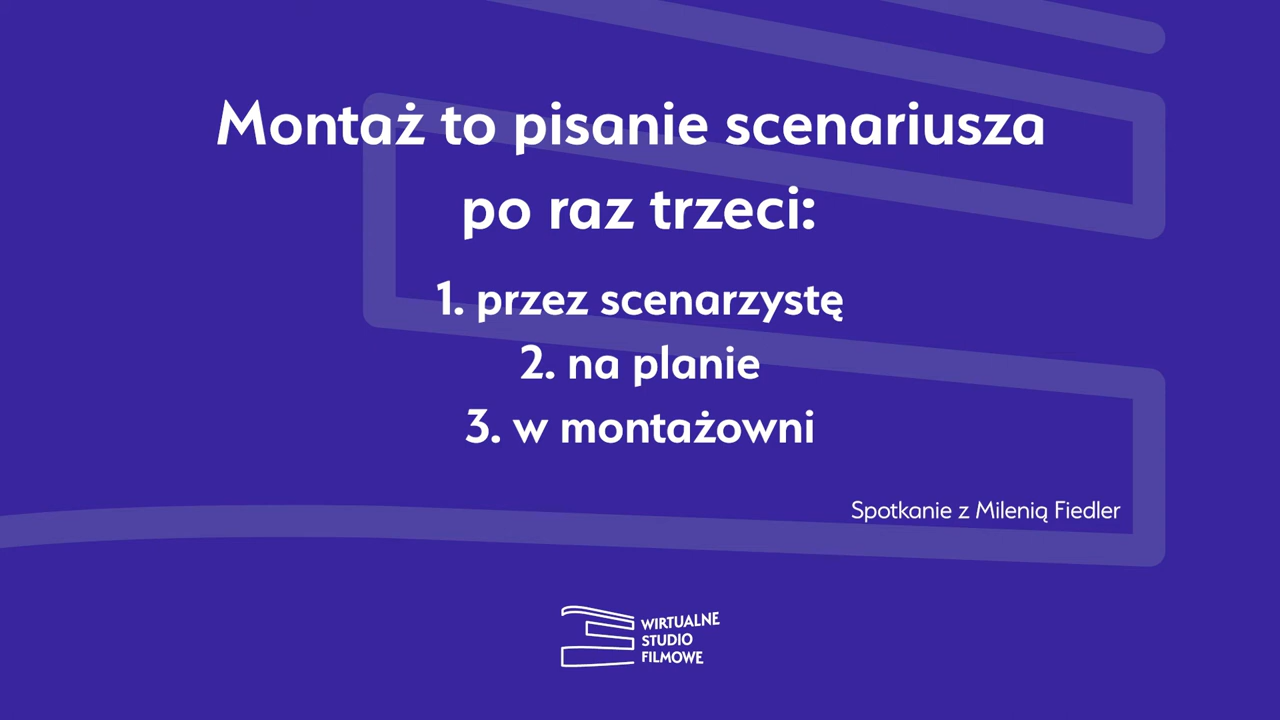 Montaż to pisanie scenariusza
po raz trzeci:
1. przez scenarzystę
2. na planie
3. w montażowni
Spotkanie z Milenią Fiedler
WIRTUALNE
STUDIO
FILMOWE